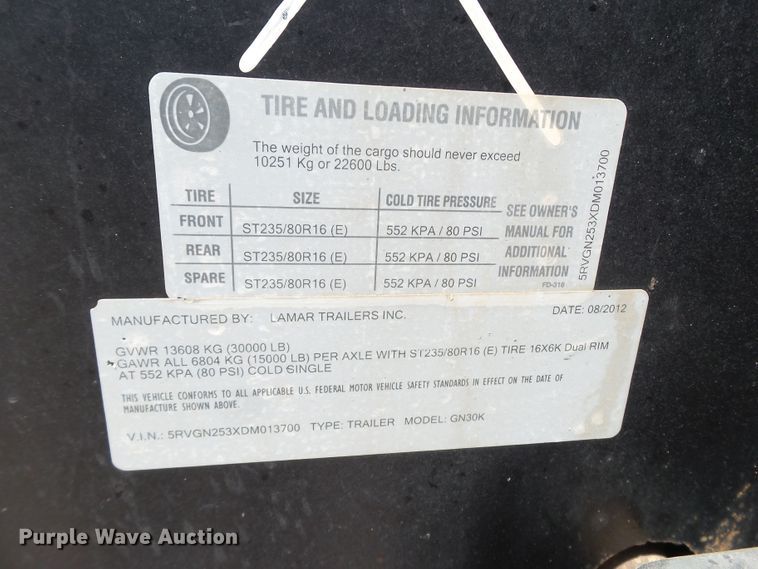 TIRE AND LOADING INFORMATION
The weight of the cargo should never exceed
10251 Kg or 22600 Lbs.
TIRE SIZE COLD TIRE PRESSURE
FRONT ST235/80R16 (E) 552 KPA / 80 PSI
REAR ST235/80R16 (E) 552 KPA / 80 PSI
SPARE ST235/80R16 (E) 552 KPA / 80 PSI
SEE OWNER'S
MANUAL FOR
ADDITIONAL
INFORMATION
FD-318
5RVGN253XDM013700
MANUFACTURED BY: LAMAR TRAILERS INC. DATE: 08/2012
GVWR 13608 KG (30000 LB)
GAWR ALL 6804 KG (15000 LB) PER AXLE WITH ST235/80R16 (E) TIRE 16X6K Dual RIM
AT 552 KPA (80 PSI) COLD SINGLE
THIS VEHICLE CONFORMS TO ALL APPLICABLE U.S. FEDERAL MOTOR VEHICLE SAFETY STANDARDS IN EFFECT ON THE DATE OF
MANUFACTURE SHOWN ABOVE.
V.I.N.: 5RVGN253XDM013700 TYPE: TRAILER MODEL: GN30K
Purple Wave Auction